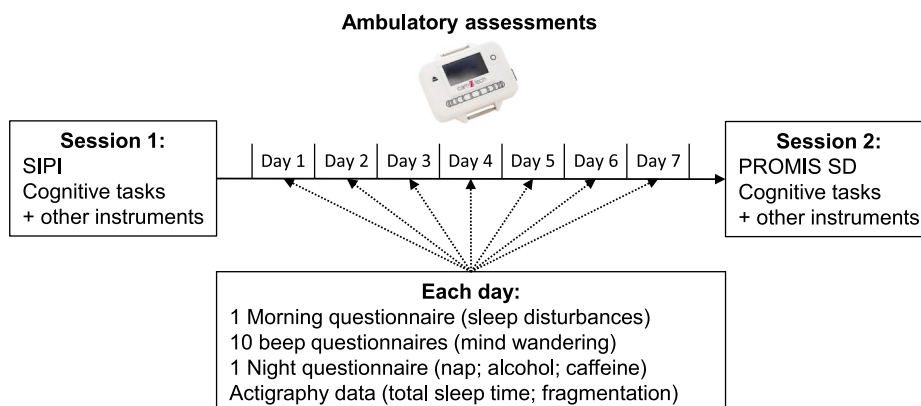 Ambulatory assessments
cam tech
Session 1:
SIPI
Cognitive tasks
+ other instruments
Day 1
Day 2
Day 3
Day 4
Day 5
Day 6
Day 7
Session 2:
PROMIS SD
Cognitive tasks
+ other instruments
Each day:
1 Morning questionnaire (sleep disturbances)
10 beep questionnaires (mind wandering)
1 Night questionnaire (nap; alcohol; caffeine)
Actigraphy data (total sleep time; fragmentation)